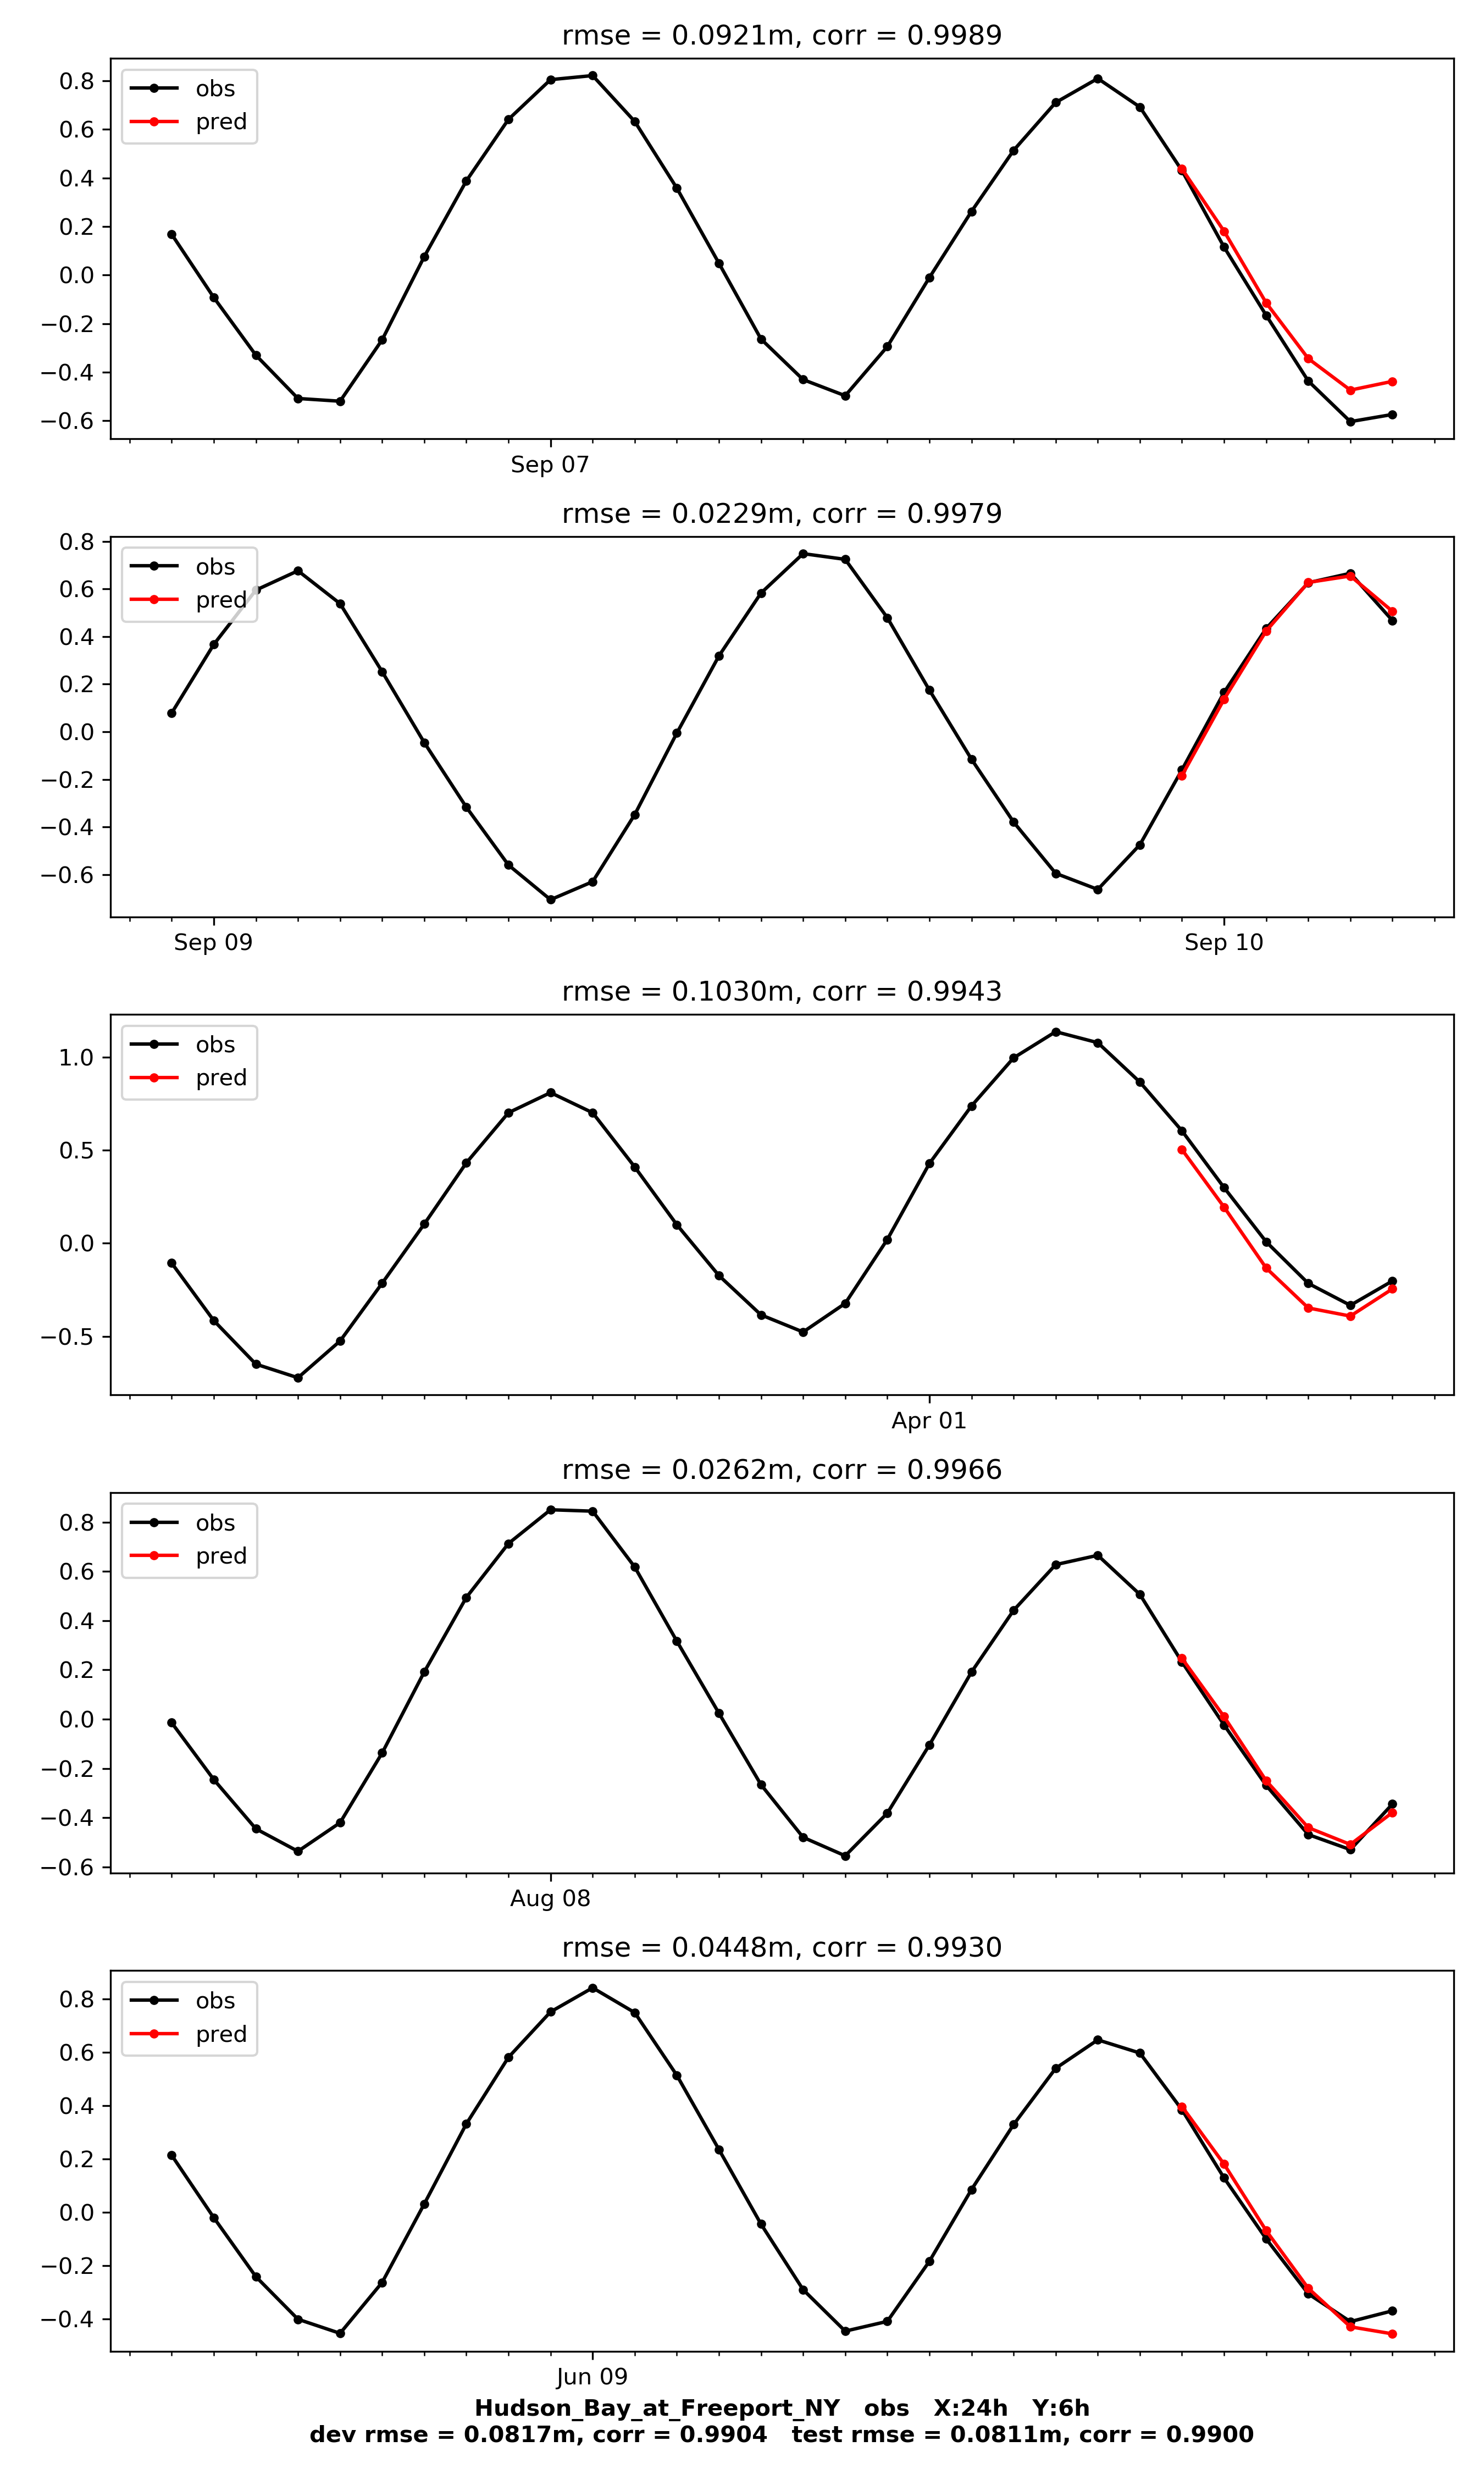 rmse = 0.0921m, corr = 0.9989
obs
pred
0.8
0.6
0.4
0.2
0.0
−0.2
−0.4
−0.6
Sep 07
rmse = 0.0229m, corr = 0.9979
obs
pred
0.8
0.6
0.4
0.2
0.0
−0.2
−0.4
−0.6
Sep 09 Sep 10
rmse = 0.1030m, corr = 0.9943
obs
pred
1.0
0.5
0.0
−0.5
Apr 01
rmse = 0.0262m, corr = 0.9966
obs
pred
0.8
0.6
0.4
0.2
0.0
−0.2
−0.4
−0.6
Aug 08
rmse = 0.0448m, corr = 0.9930
obs
pred
0.8
0.6
0.4
0.2
0.0
−0.2
−0.4
Jun 09
Hudson_Bay_at_Freeport_NY obs X:24h Y:6h
dev rmse = 0.0817m, corr = 0.9904 test rmse = 0.0811m, corr = 0.9900